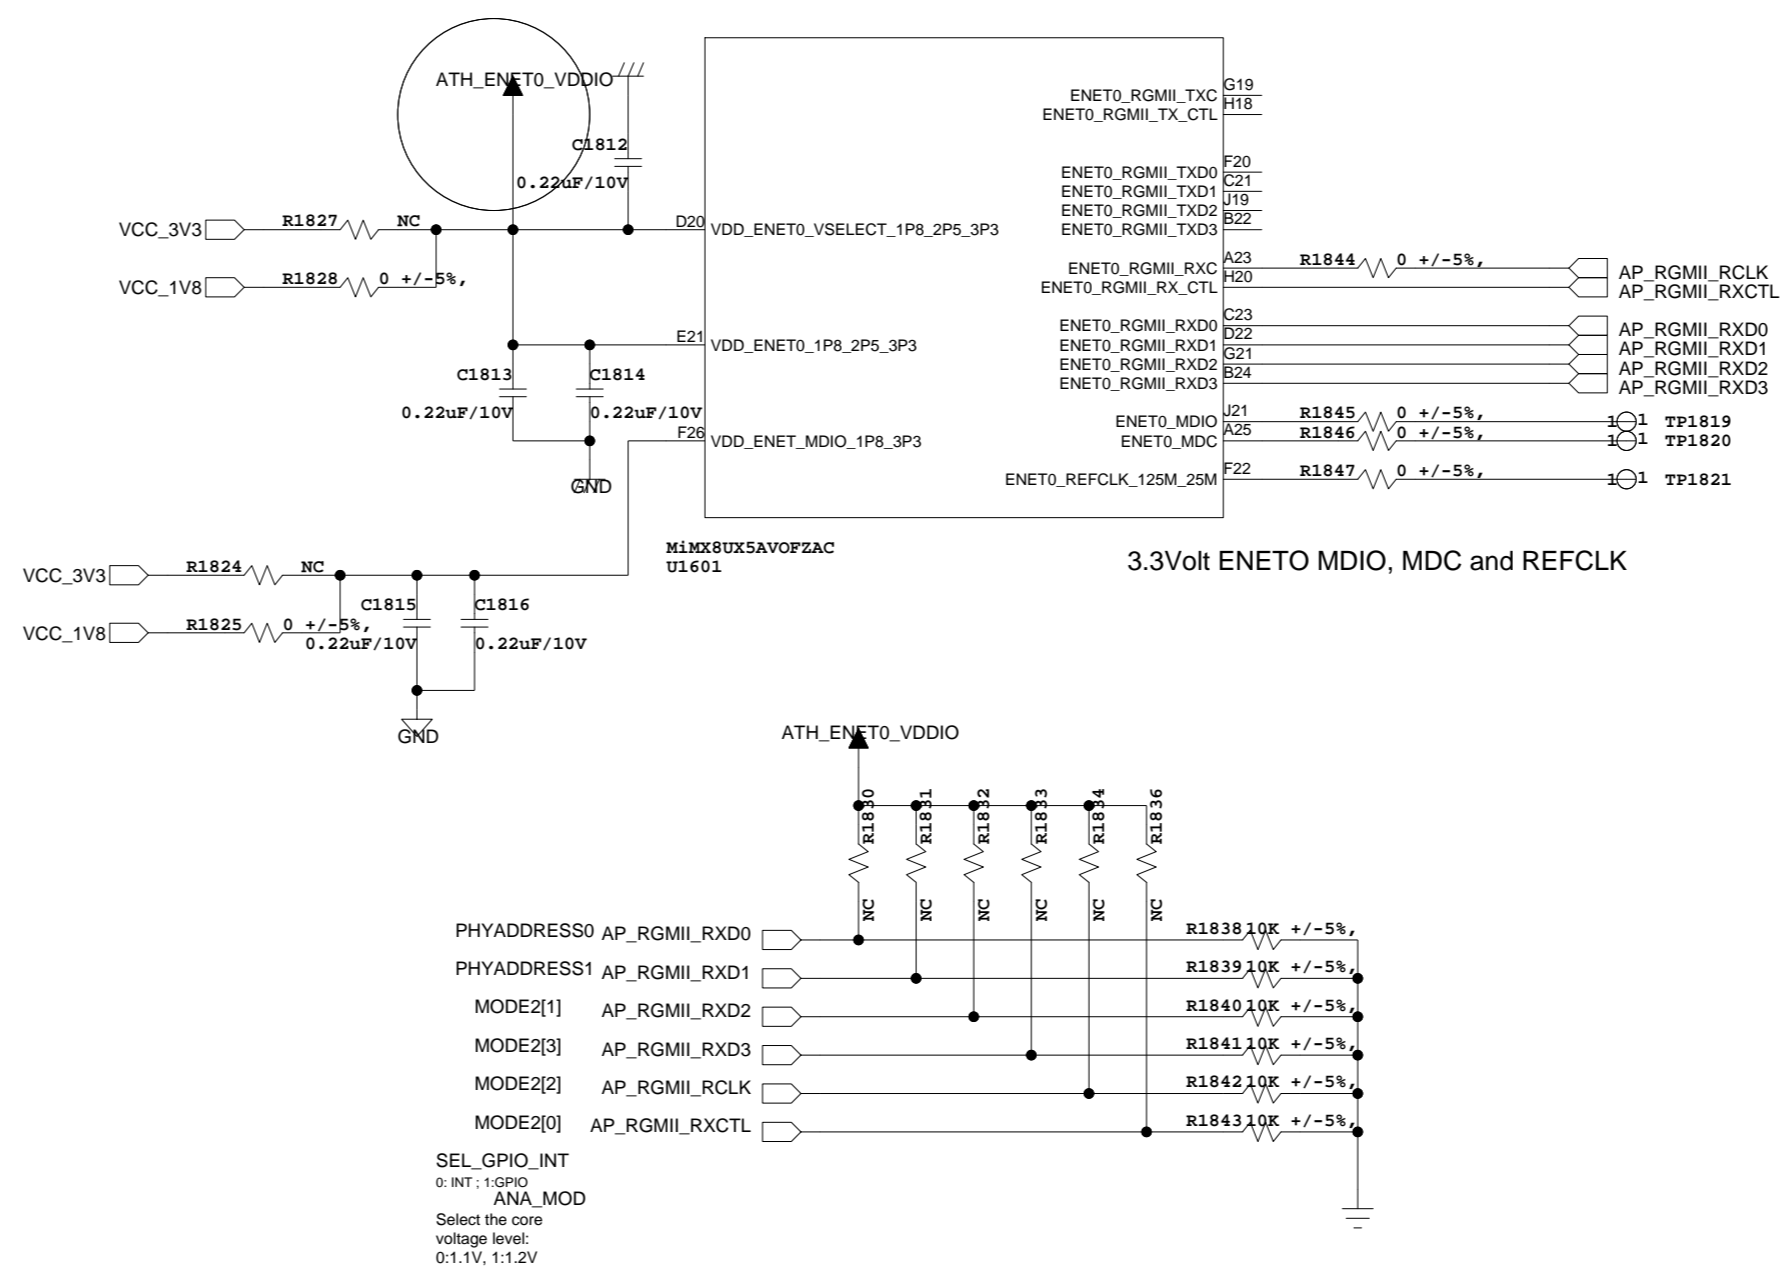 ATH_ENET0_VDDIO
C1812
0.22uF/10V
VCC_3V3 R1827 NC
VCC_1V8 R1828 0 +/-5%,
D20 VDD_ENET0_VSELECT_1P8_2P5_3P3
E21 VDD_ENET0_1P8_2P5_3P3
C1813 C1814
0.22uF/10V 0.22uF/10V
F26 VDD_ENET_MDIO_1P8_3P3
GND
ENET0_RGMII_TXC G19
ENET0_RGMII_TX_CTL H18
ENET0_RGMII_TXD0 F20
ENET0_RGMII_TXD1 C21
ENET0_RGMII_TXD2 J19
ENET0_RGMII_TXD3 B22
ENET0_RGMII_RXC A23 R1844 0 +/-5%, AP_RGMII_RCLK
ENET0_RGMII_RX_CTL H20 AP_RGMII_RXCTL
ENET0_RGMII_RXD0 C23 AP_RGMII_RXD0
ENET0_RGMII_RXD1 D22 AP_RGMII_RXD1
ENET0_RGMII_RXD2 G21 AP_RGMII_RXD2
ENET0_RGMII_RXD3 B24 AP_RGMII_RXD3
ENET0_MDIO J21 R1845 0 +/-5%, 1 1 TP1819
ENET0_MDC A25 R1846 0 +/-5%, 1 1 TP1820
ENET0_REFCLK_125M_25M F22 R1847 0 +/-5%, 1 1 TP1821
MiMX8UX5AVOFZAC
U1601
3.3Volt ENETO MDIO, MDC and REFCLK
VCC_3V3 R1824 NC
VCC_1V8 R1825 0 +/-5%,
C1815 C1816
0.22uF/10V 0.22uF/10V
GND
ATH_ENET0_VDDIO
R1830 R1831 R1832 R1833 R1834 R1836
NC NC NC NC NC NC
PHYADDRESS0 AP_RGMII_RXD0 R1838 10K +/-5%,
PHYADDRESS1 AP_RGMII_RXD1 R1839 10K +/-5%,
MODE2[1] AP_RGMII_RXD2 R1840 10K +/-5%,
MODE2[3] AP_RGMII_RXD3 R1841 10K +/-5%,
MODE2[2] AP_RGMII_RCLK R1842 10K +/-5%,
MODE2[0] AP_RGMII_RXCTL R1843 10K +/-5%,
SEL_GPIO_INT
0: INT ; 1:GPIO
ANA_MOD
Select the core
voltage level:
0:1.1V, 1:1.2V